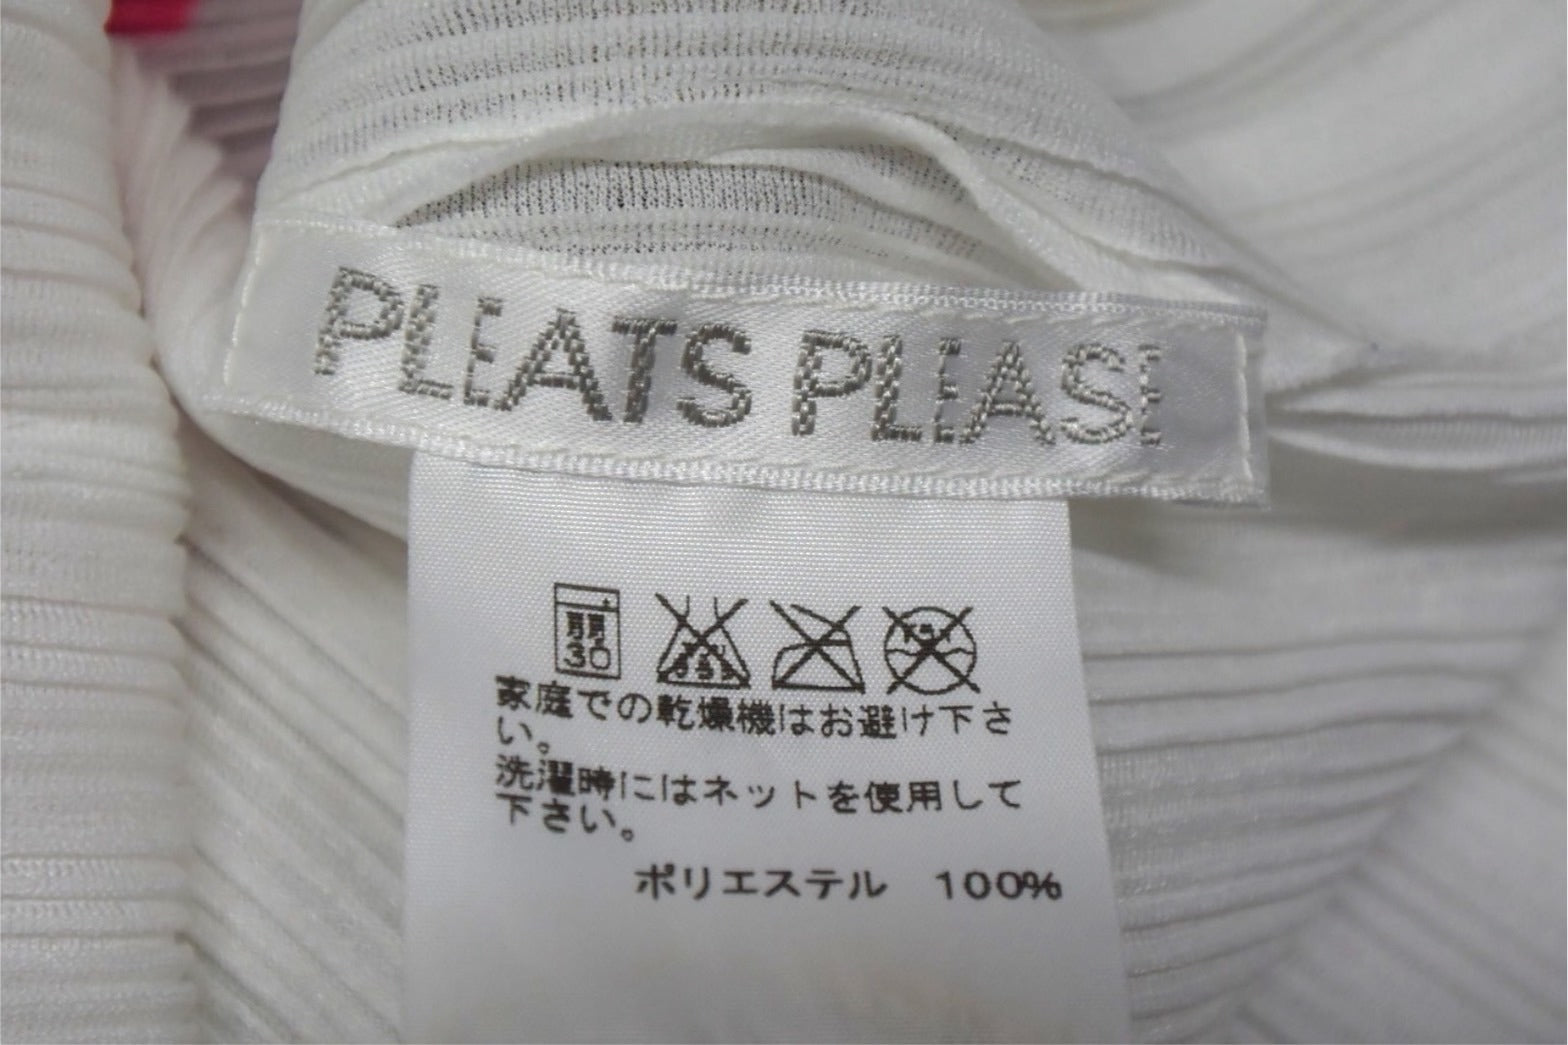 PLEATS PLEASE
弱
30
家庭での乾燥機はお避け下さ
い。
洗濯時にはネットを使用して
下さい。
ポリエステル 100%